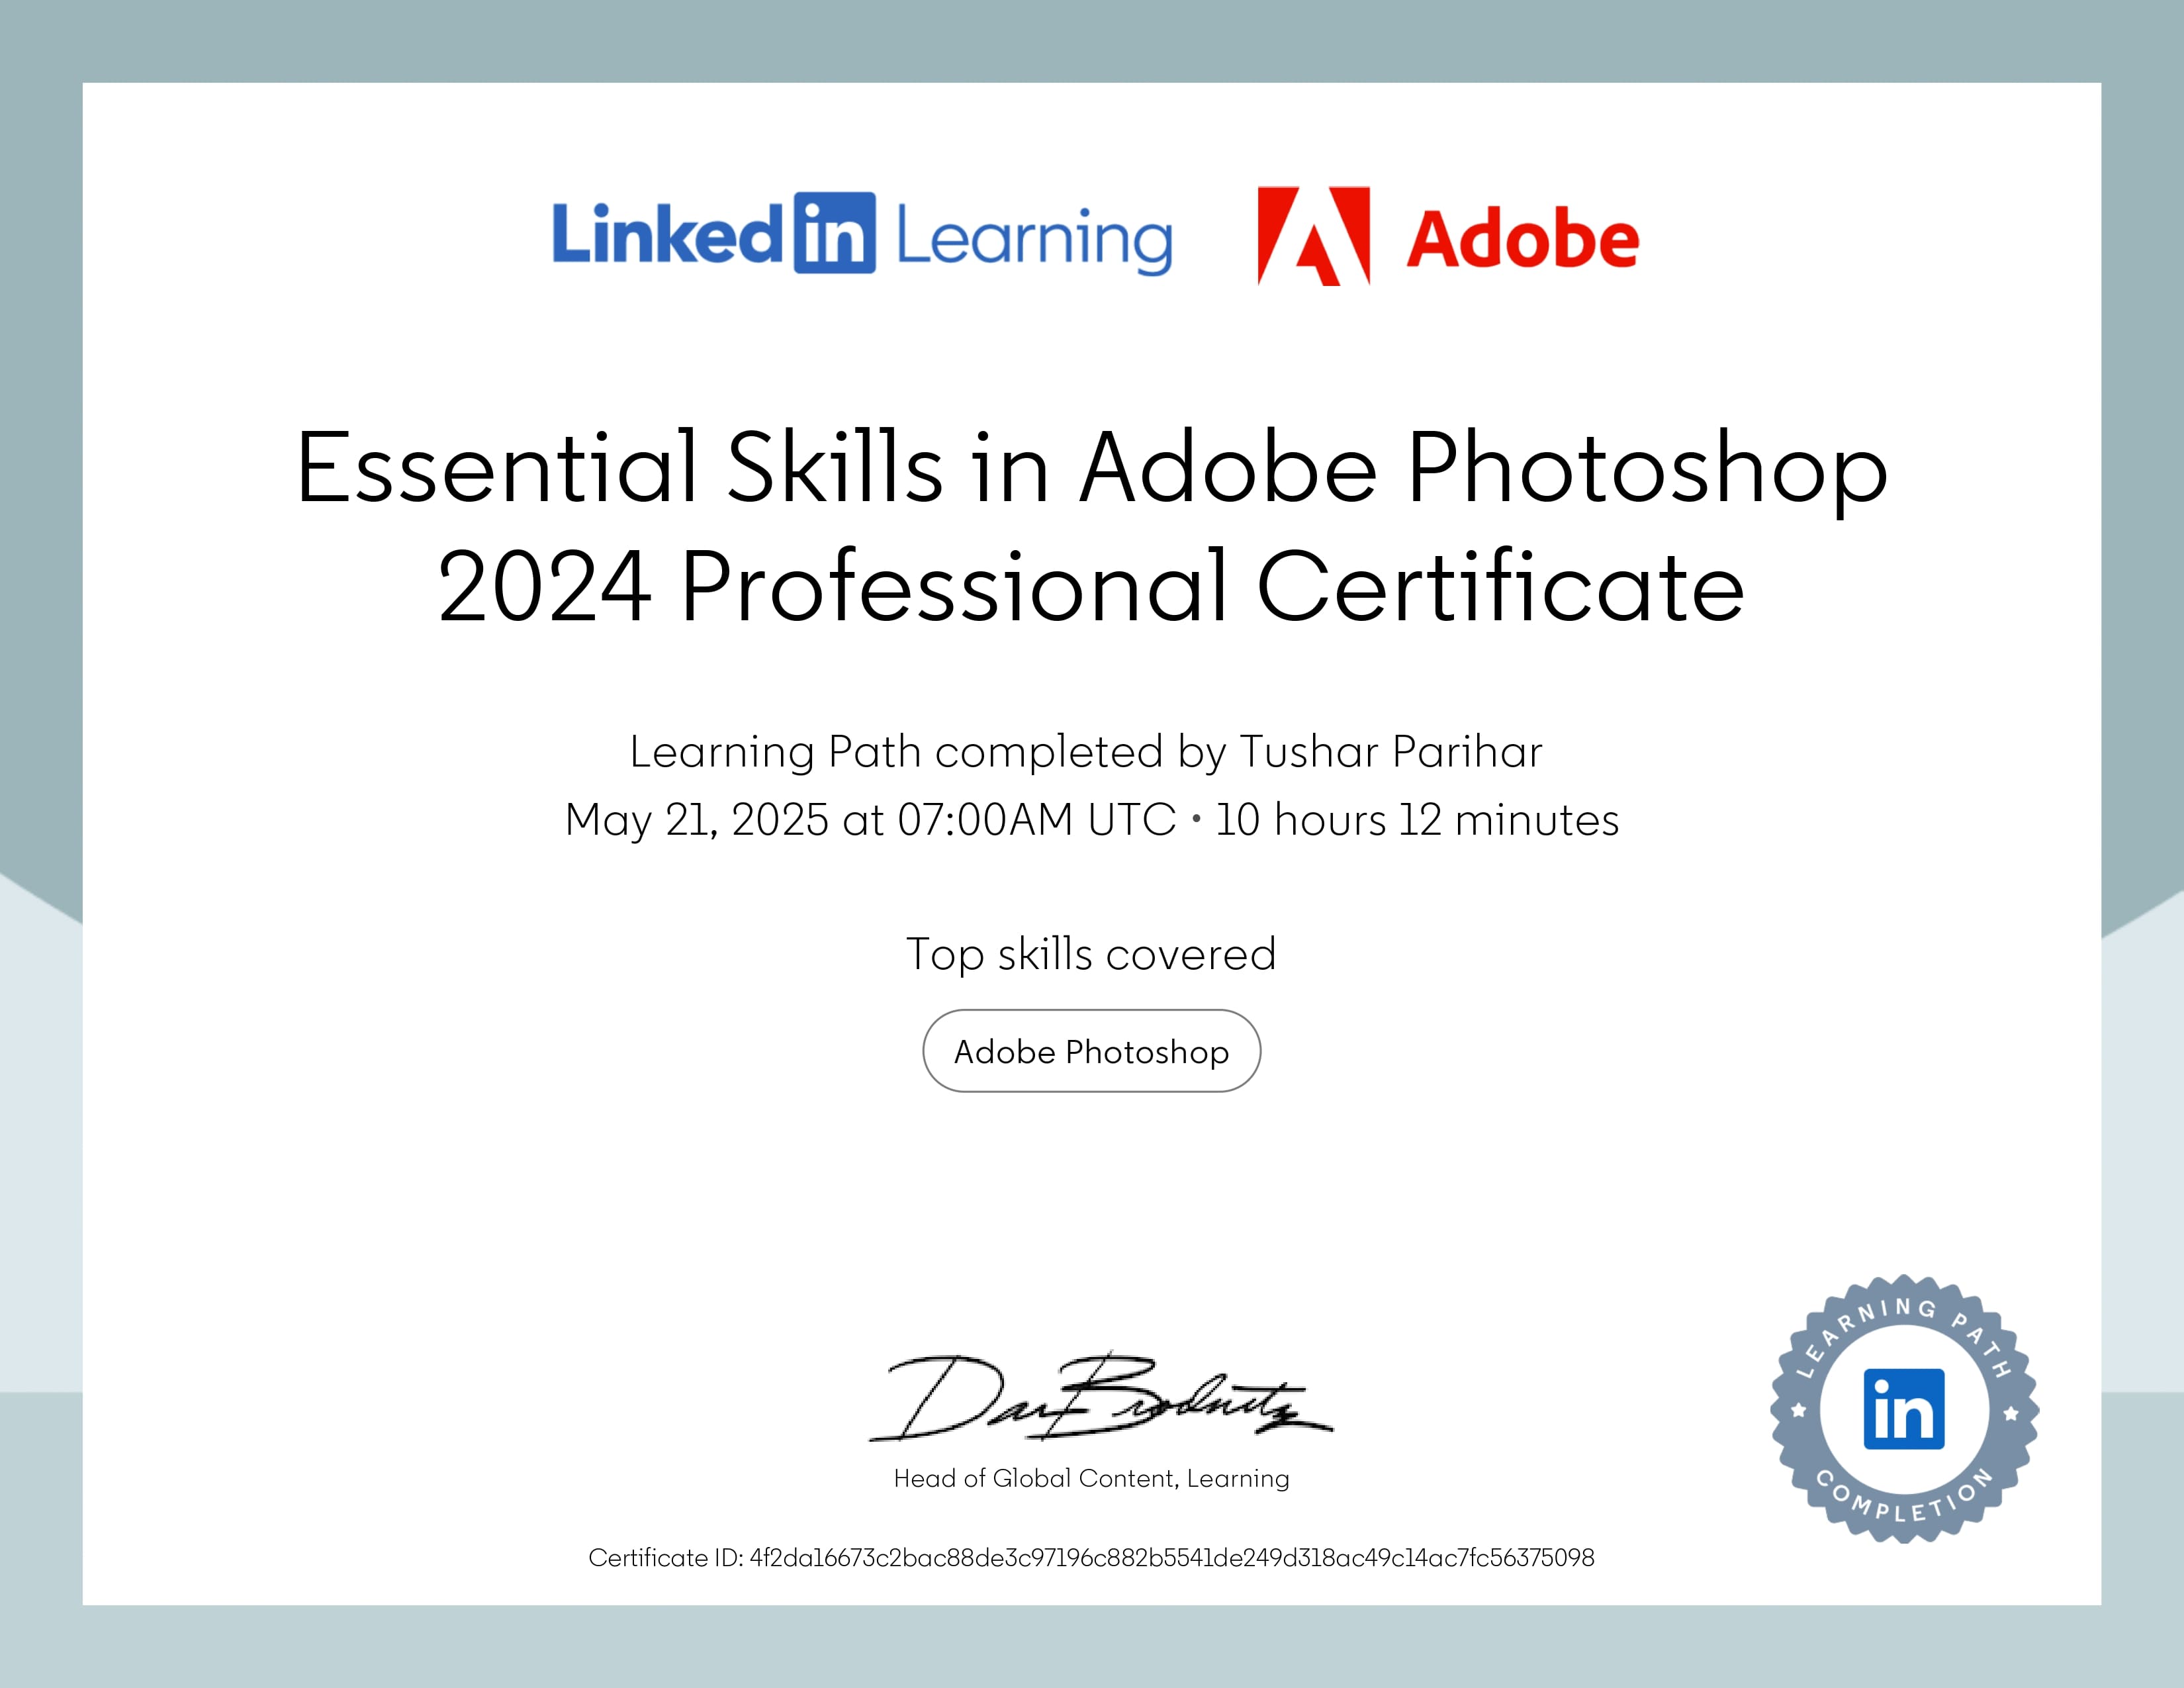 LinkedIn Learning Adobe
Essential Skills in Adobe Photoshop
2024 Professional Certificate
Learning Path completed by Tushar Parihar
May 21, 2025 at 07:00AM UTC • 10 hours 12 minutes
Top skills covered
Adobe Photoshop
Dan Brodnitz
Head of Global Content, Learning
LEARNING PATH
in
COMPLETION
Certificate ID: 4f2da16673c2bac88de3c97196c882b5541de249d318ac49c14ac7fc56375098